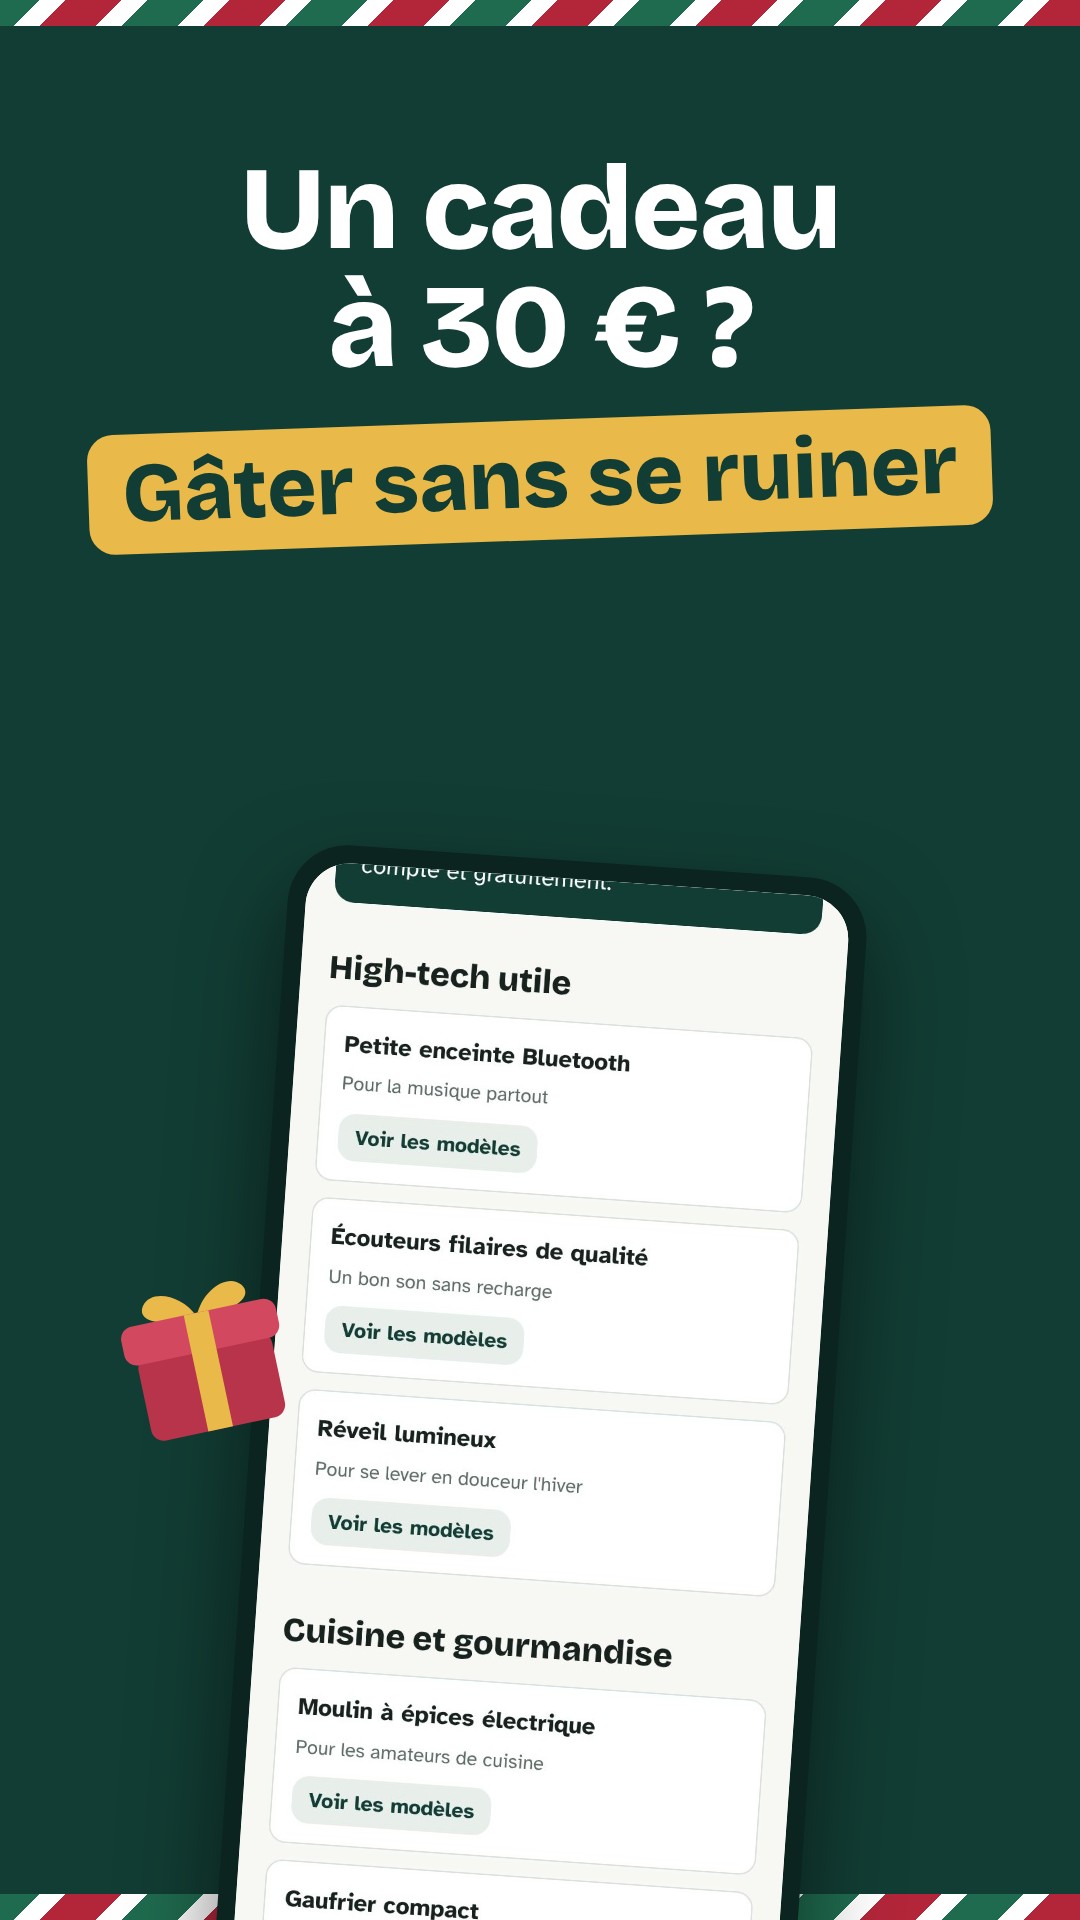 Un cadeau
à 30 € ?
Gâter sans se ruiner
compte et gratuitement.
High-tech utile
Petite enceinte Bluetooth
Pour la musique partout
Voir les modèles
Écouteurs filaires de qualité
Un bon son sans recharge
Voir les modèles
Réveil lumineux
Pour se lever en douceur l'hiver
Voir les modèles
Cuisine et gourmandise
Moulin à épices électrique
Pour les amateurs de cuisine
Voir les modèles
Gaufrier compact